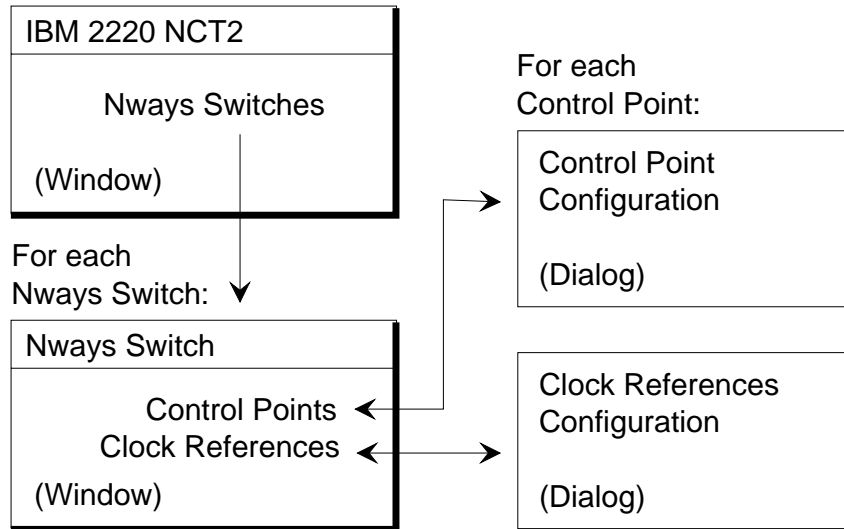 IBM 2220 NCT2
Nways Switches
(Window)
For each
Nways Switch:
Nways Switch
Control Points
Clock References
(Window)
For each
Control Point:
Control Point
Configuration
(Dialog)
Clock References
Configuration
(Dialog)